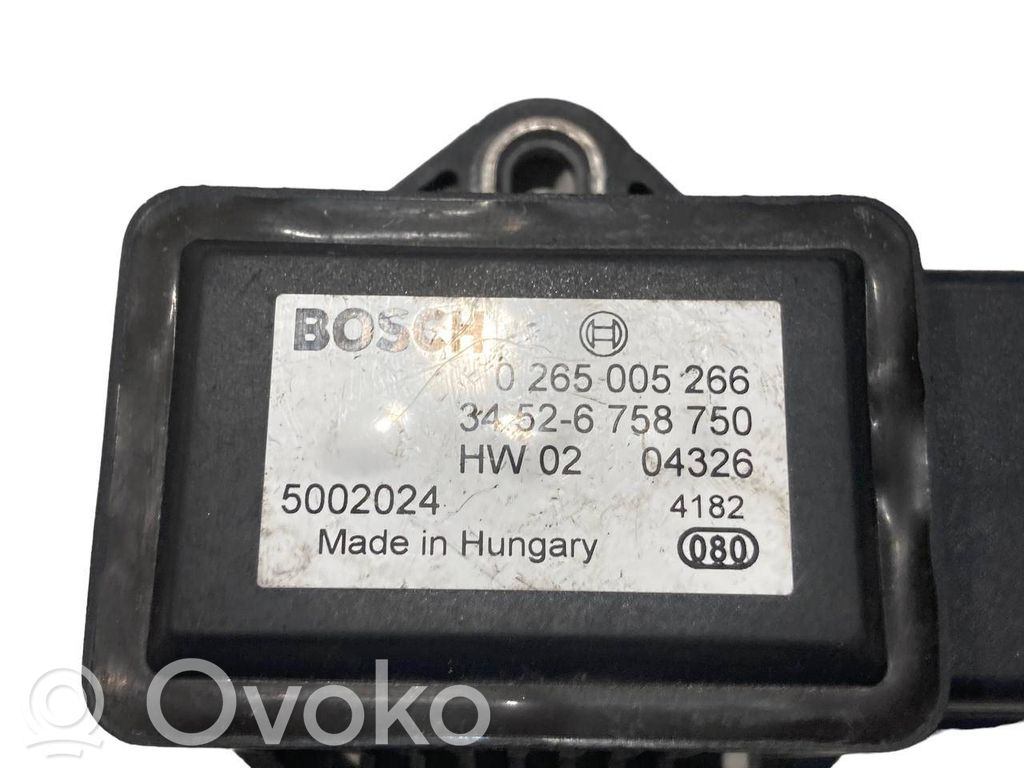 BOSCH
0 265 005 266
34.52-6 758 750
HW 02 04326
5002024 4182
Made in Hungary 080
Ovoko